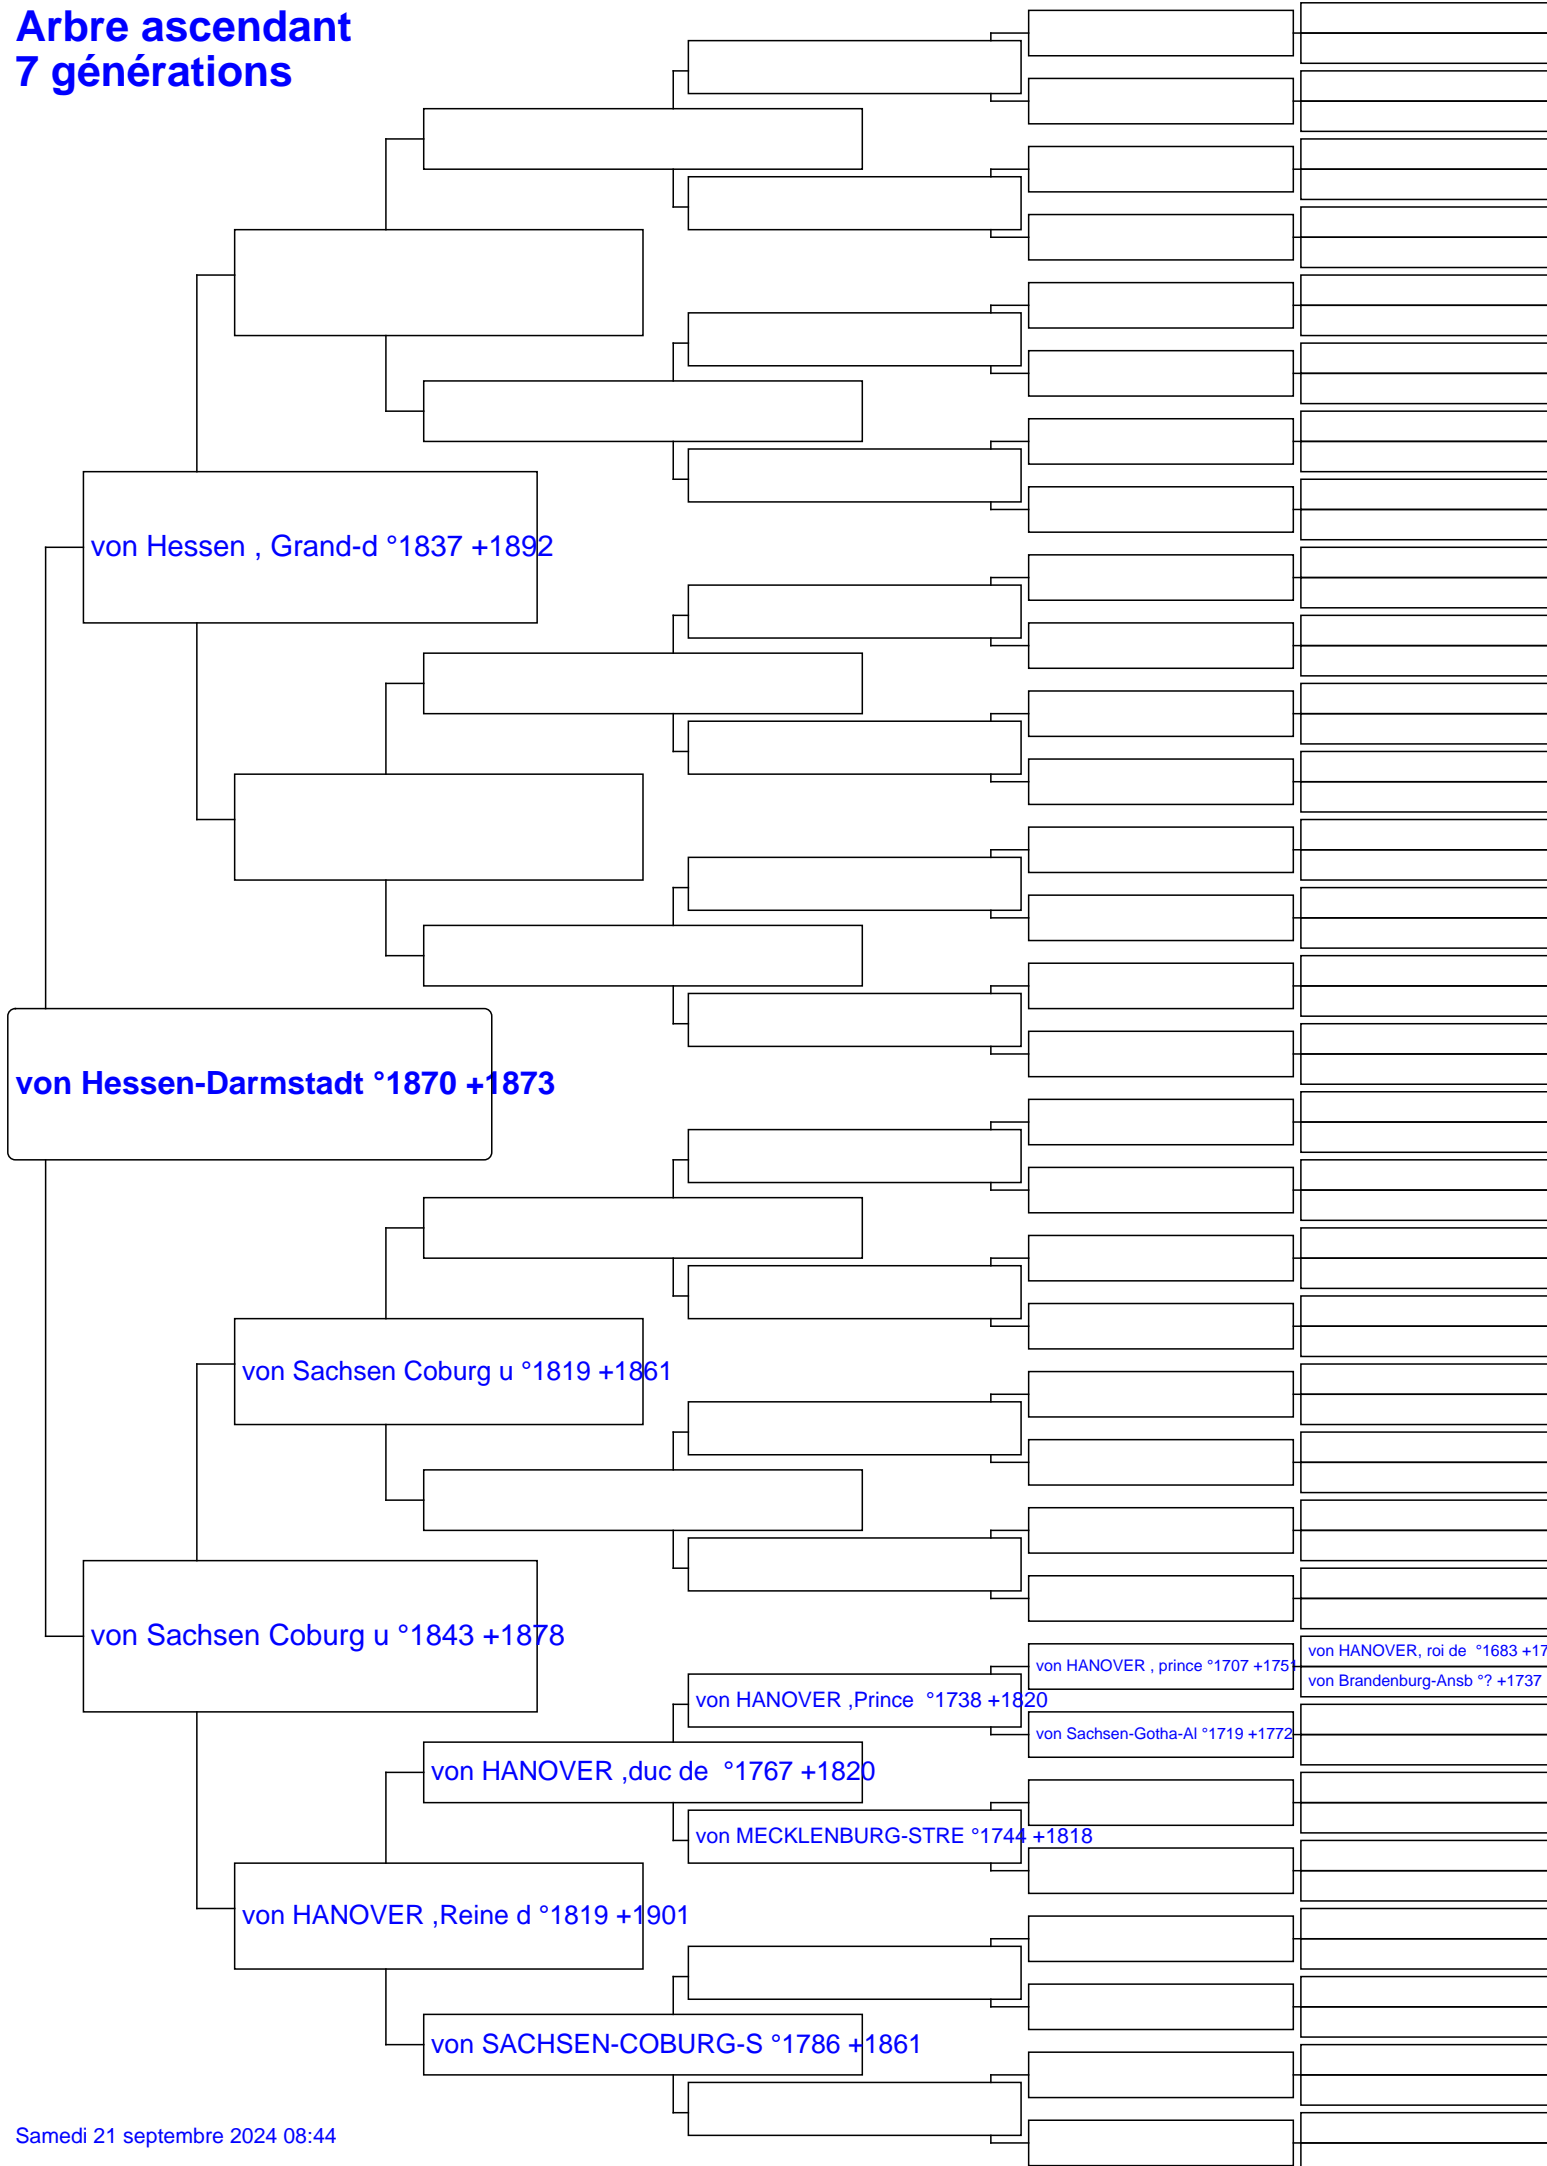 Arbre ascendant
7 générations
von Hessen , Grand-d °1837 +1892
von Hessen-Darmstadt °1870 +1873
von Sachsen Coburg u °1819 +1861
von Sachsen Coburg u °1843 +1878
von HANOVER, roi de °1683 +17
von HANOVER , prince °1707 +1751
von Brandenburg-Ansb °? +1737
von HANOVER ,Prince °1738 +1820
von Sachsen-Gotha-Al °1719 +1772
von HANOVER ,duc de °1767 +1820
von MECKLENBURG-STRE °1744 +1818
von HANOVER ,Reine d °1819 +1901
von SACHSEN-COBURG-S °1786 +1861
Samedi 21 septembre 2024 08:44